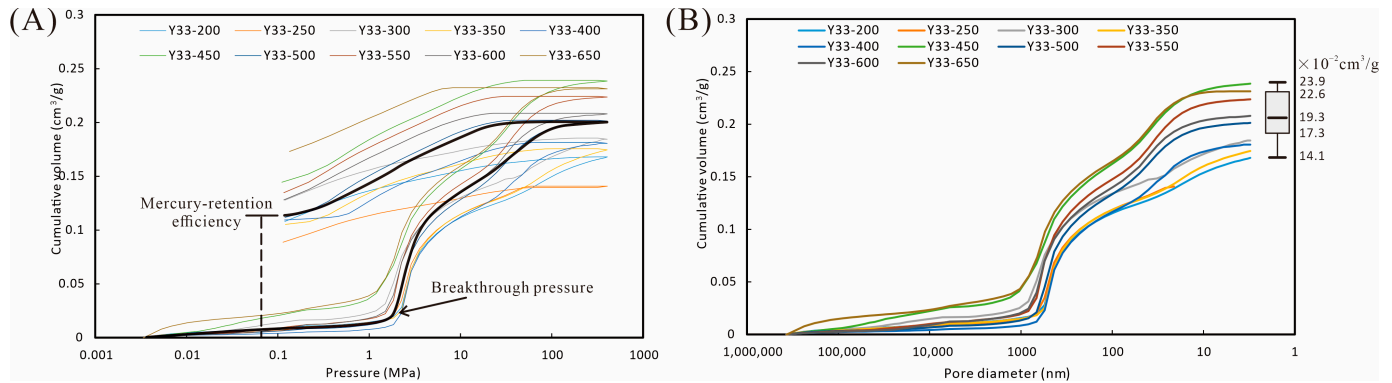 (A)
0.3
0.25
0.2
0.15
0.1
0.05
0
Cumulative volume (cm³/g)
Y33-200 Y33-250 Y33-300 Y33-350 Y33-400
Y33-450 Y33-500 Y33-550 Y33-600 Y33-650
Mercury-retention
efficiency
Breakthrough pressure
0.001 0.01 0.1 1 10 100 1000
Pressure (MPa)
(B)
0.3
0.25
0.2
0.15
0.1
0.05
0
Cumulative volume (cm³/g)
Y33-200 Y33-250 Y33-300 Y33-350
Y33-400 Y33-450 Y33-500 Y33-550
Y33-600 Y33-650
×10⁻²cm³/g
23.9
22.6
19.3
17.3
14.1
1,000,000 100,000 10,000 1000 100 10 1
Pore diameter (nm)